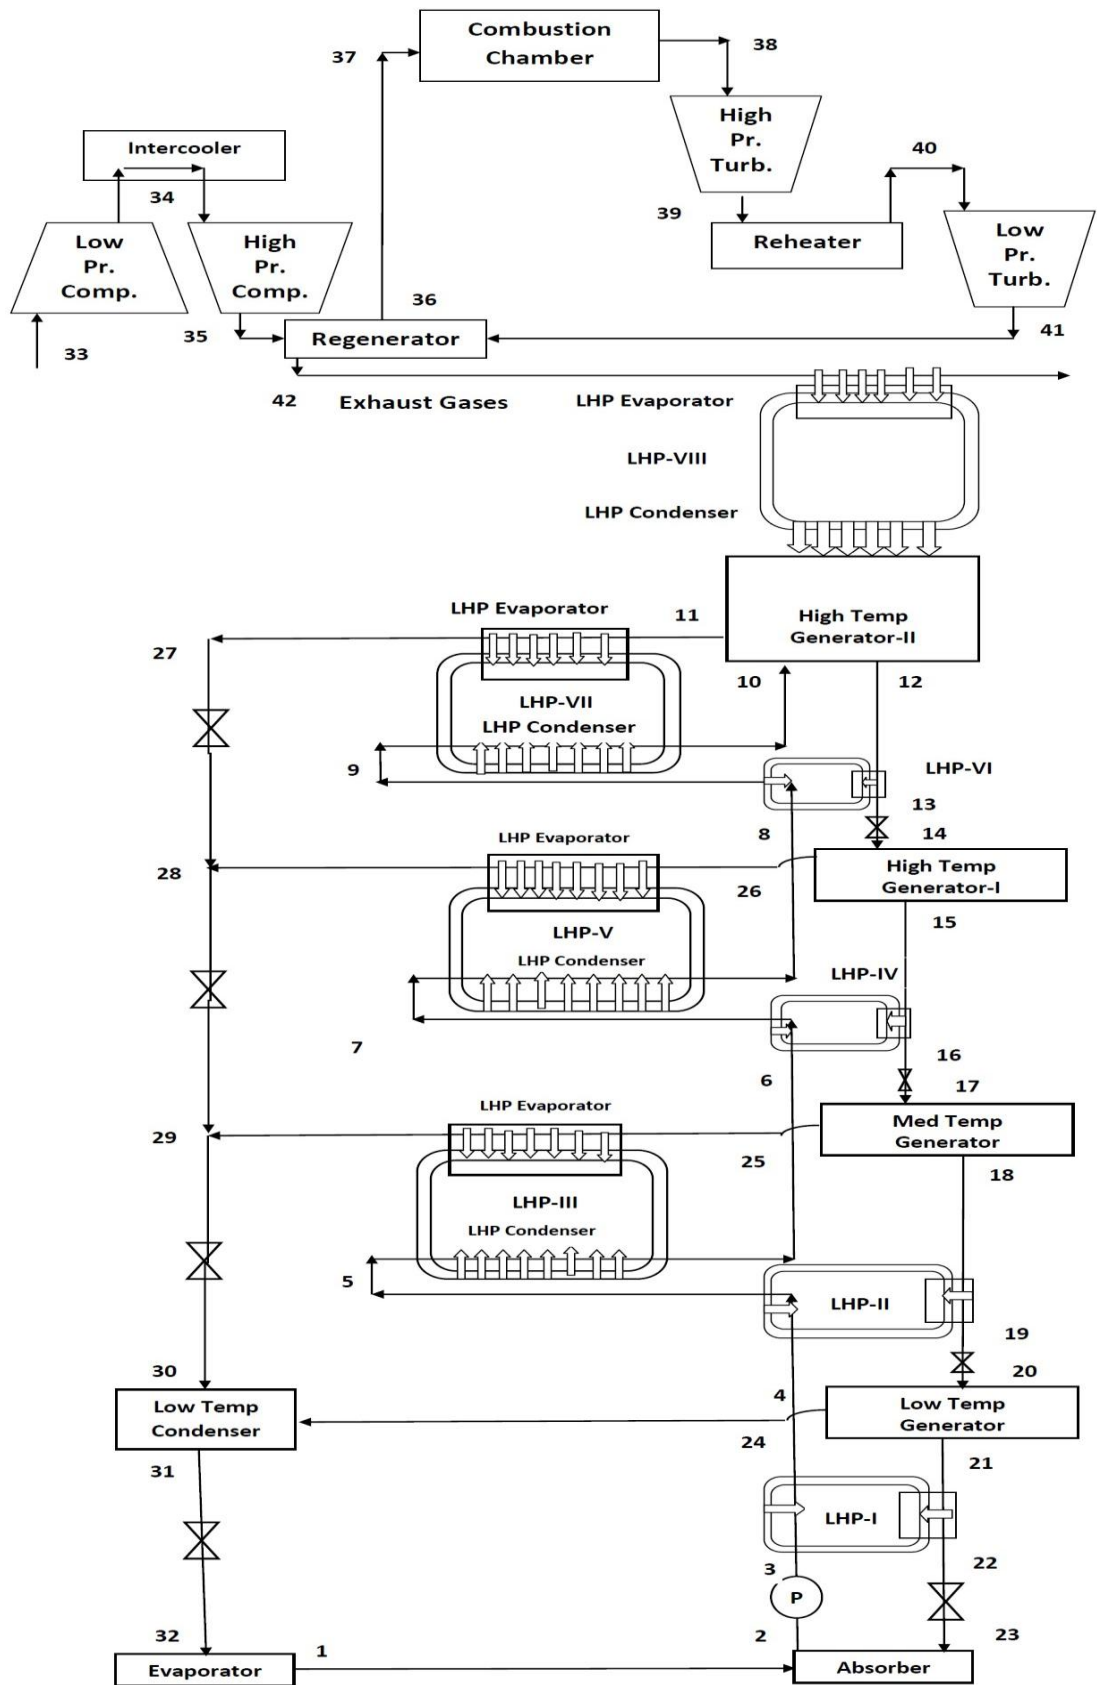 Combustion
Chamber
37
38
High
Pr.
Turb.
Intercooler
34
40
39
Reheater
Low
Pr.
Comp.
High
Pr.
Comp.
Low
Pr.
Turb.
36
35
Regenerator
41
33
42
Exhaust Gases
LHP Evaporator
LHP-VIII
LHP Condenser
High Temp
Generator-II
LHP Evaporator
11
27
10
12
LHP-VII
LHP Condenser
9
LHP-VI
13
8
14
LHP Evaporator
28
26
High Temp
Generator-I
15
LHP-V
LHP Condenser
LHP-IV
7
16
6
17
LHP Evaporator
29
25
Med Temp
Generator
18
LHP-III
LHP Condenser
5
LHP-II
19
30
20
4
Low Temp
Condenser
Low Temp
Generator
24
31
21
LHP-I
3
22
P
32
1
2
23
Evaporator
Absorber